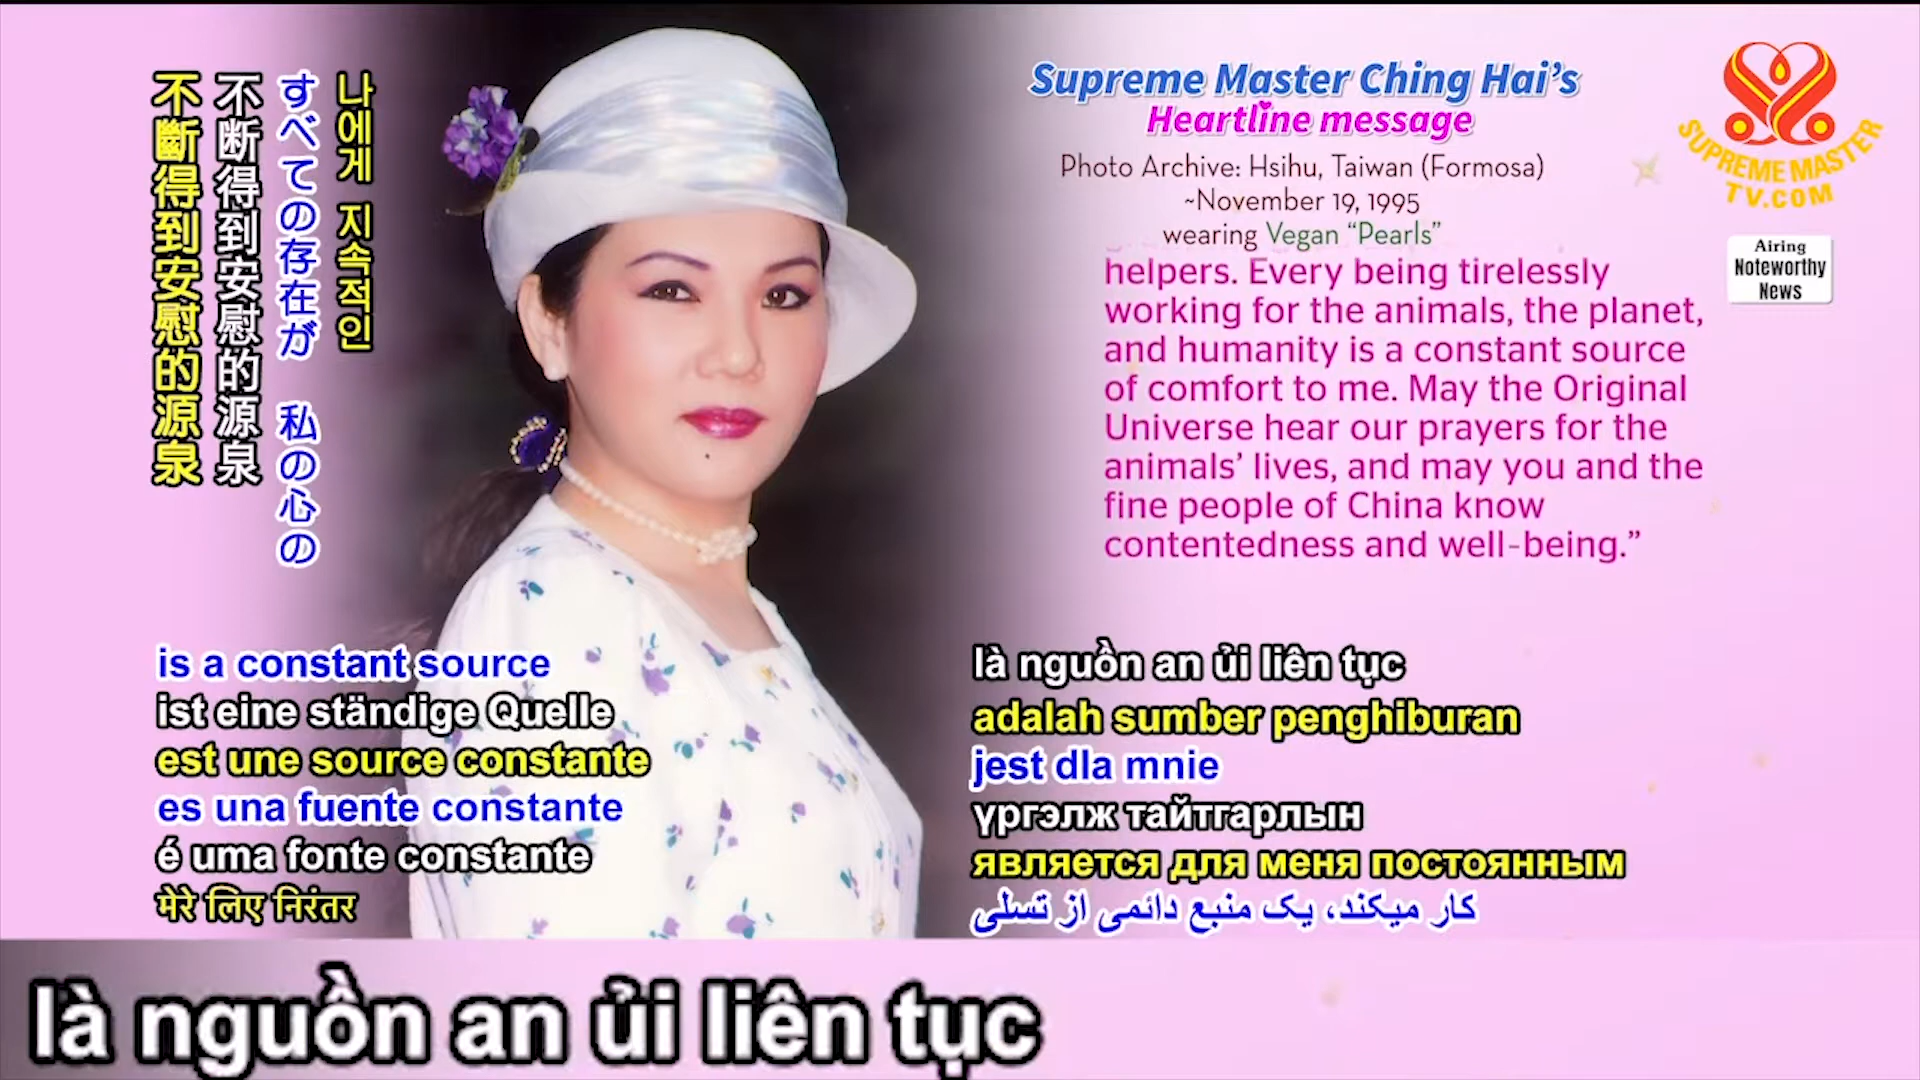 나에게 지속적인
すべての存在が 私の心の
不断得到安慰的源泉
不斷得到安慰的源泉
Supreme Master Ching Hai's
Heartline message
Photo Archive: Hsihu, Taiwan (Formosa)
~November 19, 1995
wearing Vegan “Pearls”
helpers. Every being tirelessly
working for the animals, the planet,
and humanity is a constant source
of comfort to me. May the Original
Universe hear our prayers for the
animals’ lives, and may you and the
fine people of China know
contentedness and well-being.”
SUPREME MASTER
TV.COM
Airing
Noteworthy
News
is a constant source
ist eine ständige Quelle
est une source constante
es una fuente constante
é uma fonte constante
मेरे लिए निरंतर
là nguồn an ủi liên tục
adalah sumber penghiburan
jest dla mnie
үргэлж тайтгарлын
является для меня постоянным
کار میکند، یک منبع دائمی از تسلی
là nguồn an ủi liên tục